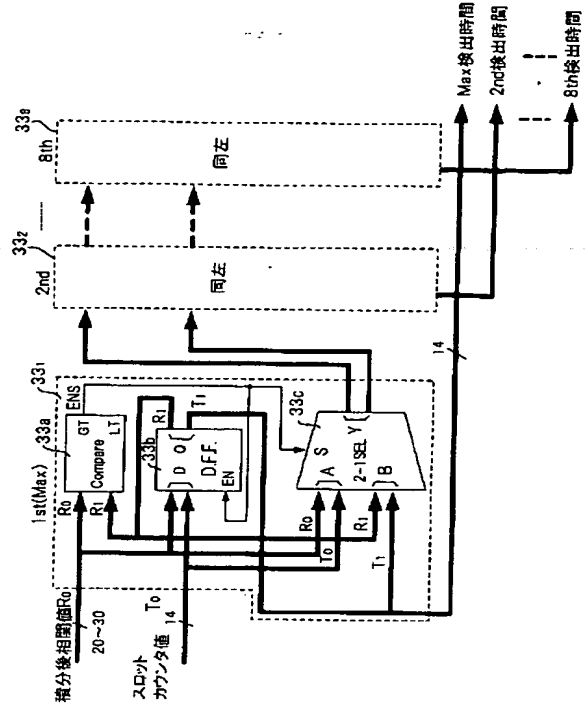 積分後相関値R0
20~30
スロット
カウンタ値
T0
14
1st(Max)
33a
331
R0
R1
GT
ENS
Compare
LT
33b
D
Q
R1
T1
D.F.F.
EN
33c
R0
T0
R1
T1
A
B
S
2-1SEL
Y
2nd
332
同左
8th
338
同左
14
Max検出時間
2nd検出時間
8th検出時間